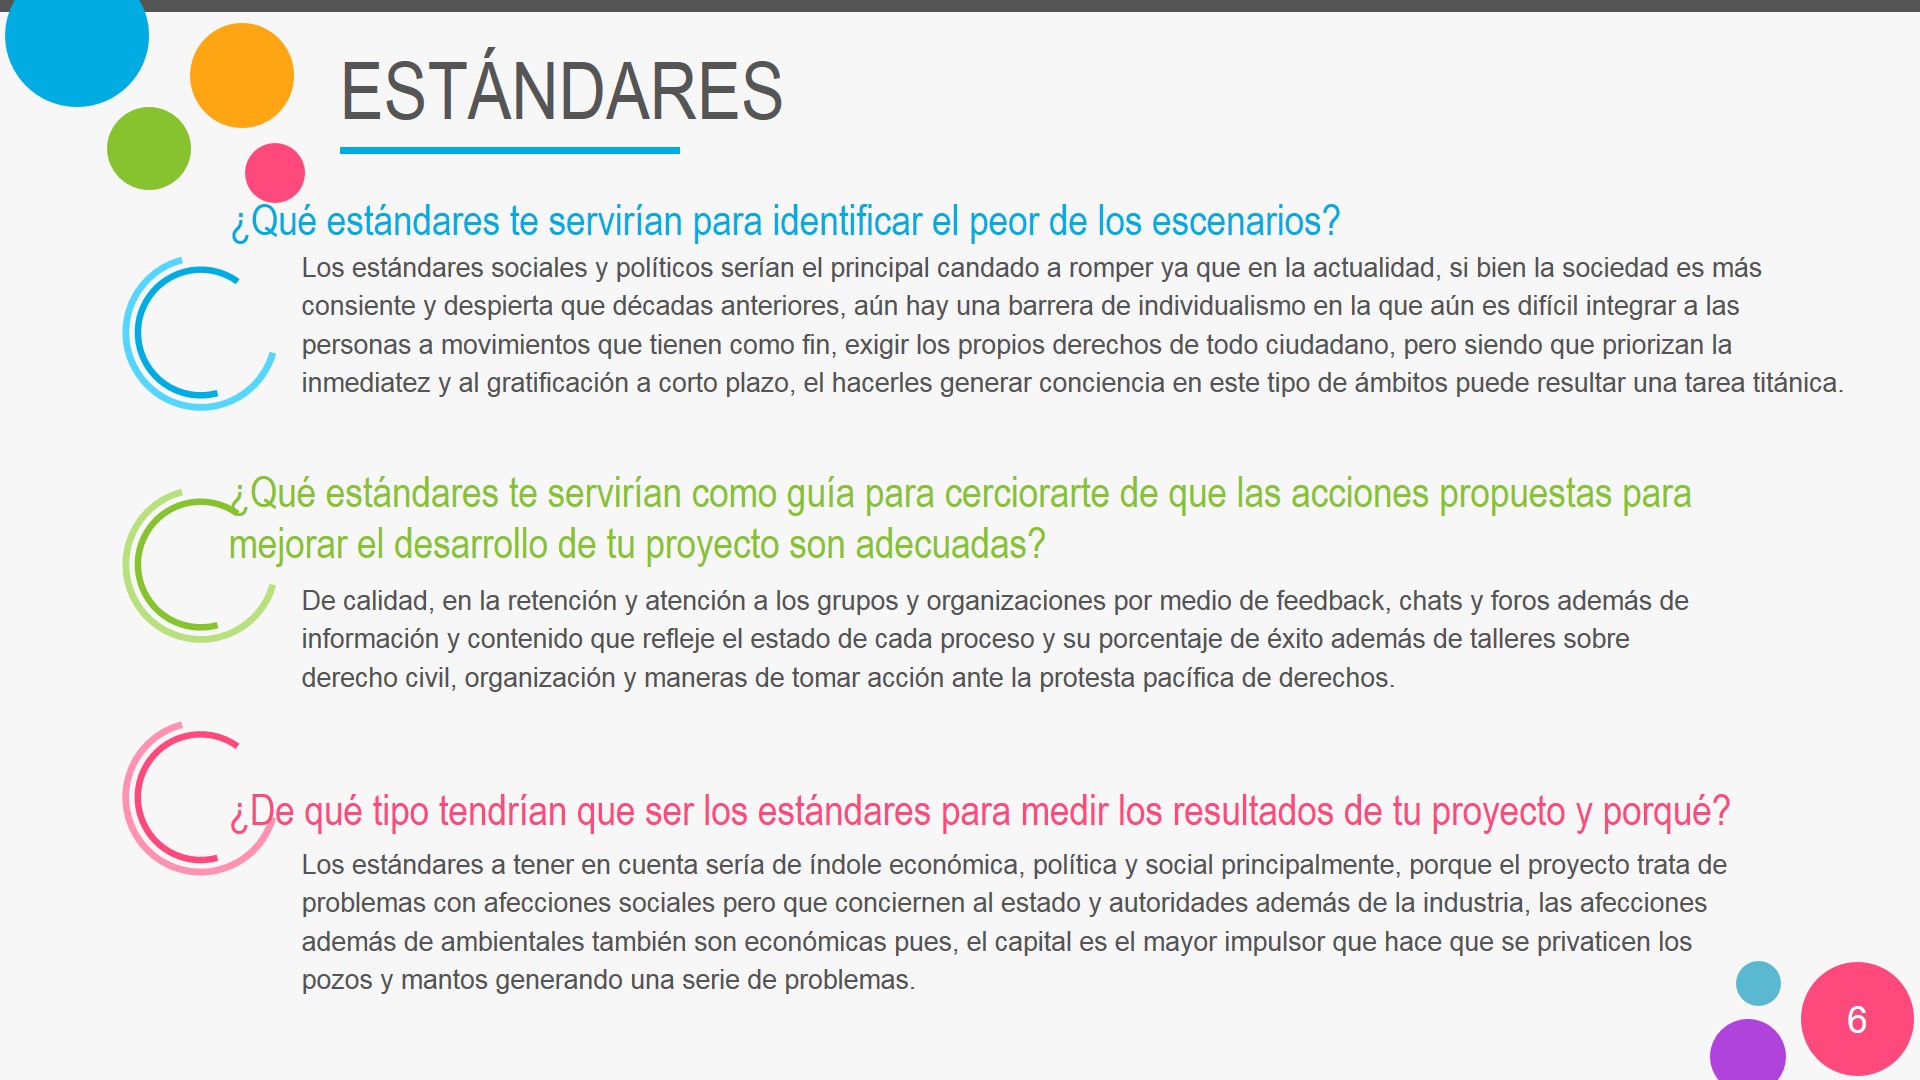 ESTÁNDARES
¿Qué estándares te servirían para identificar el peor de los escenarios?
Los estándares sociales y políticos serían el principal candado a romper ya que en la actualidad, si bien la sociedad es más
consiente y despierta que décadas anteriores, aún hay una barrera de individualismo en la que aún es difícil integrar a las
personas a movimientos que tienen como fin, exigir los propios derechos de todo ciudadano, pero siendo que priorizan la
inmediatez y al gratificación a corto plazo, el hacerles generar conciencia en este tipo de ámbitos puede resultar una tarea titánica.
¿Qué estándares te servirían como guía para cerciorarte de que las acciones propuestas para
mejorar el desarrollo de tu proyecto son adecuadas?
De calidad, en la retención y atención a los grupos y organizaciones por medio de feedback, chats y foros además de
información y contenido que refleje el estado de cada proceso y su porcentaje de éxito además de talleres sobre
derecho civil, organización y maneras de tomar acción ante la protesta pacífica de derechos.
¿De qué tipo tendrían que ser los estándares para medir los resultados de tu proyecto y porqué?
Los estándares a tener en cuenta sería de índole económica, política y social principalmente, porque el proyecto trata de
problemas con afecciones sociales pero que conciernen al estado y autoridades además de la industria, las afecciones
además de ambientales también son económicas pues, el capital es el mayor impulsor que hace que se privaticen los
pozos y mantos generando una serie de problemas.
6